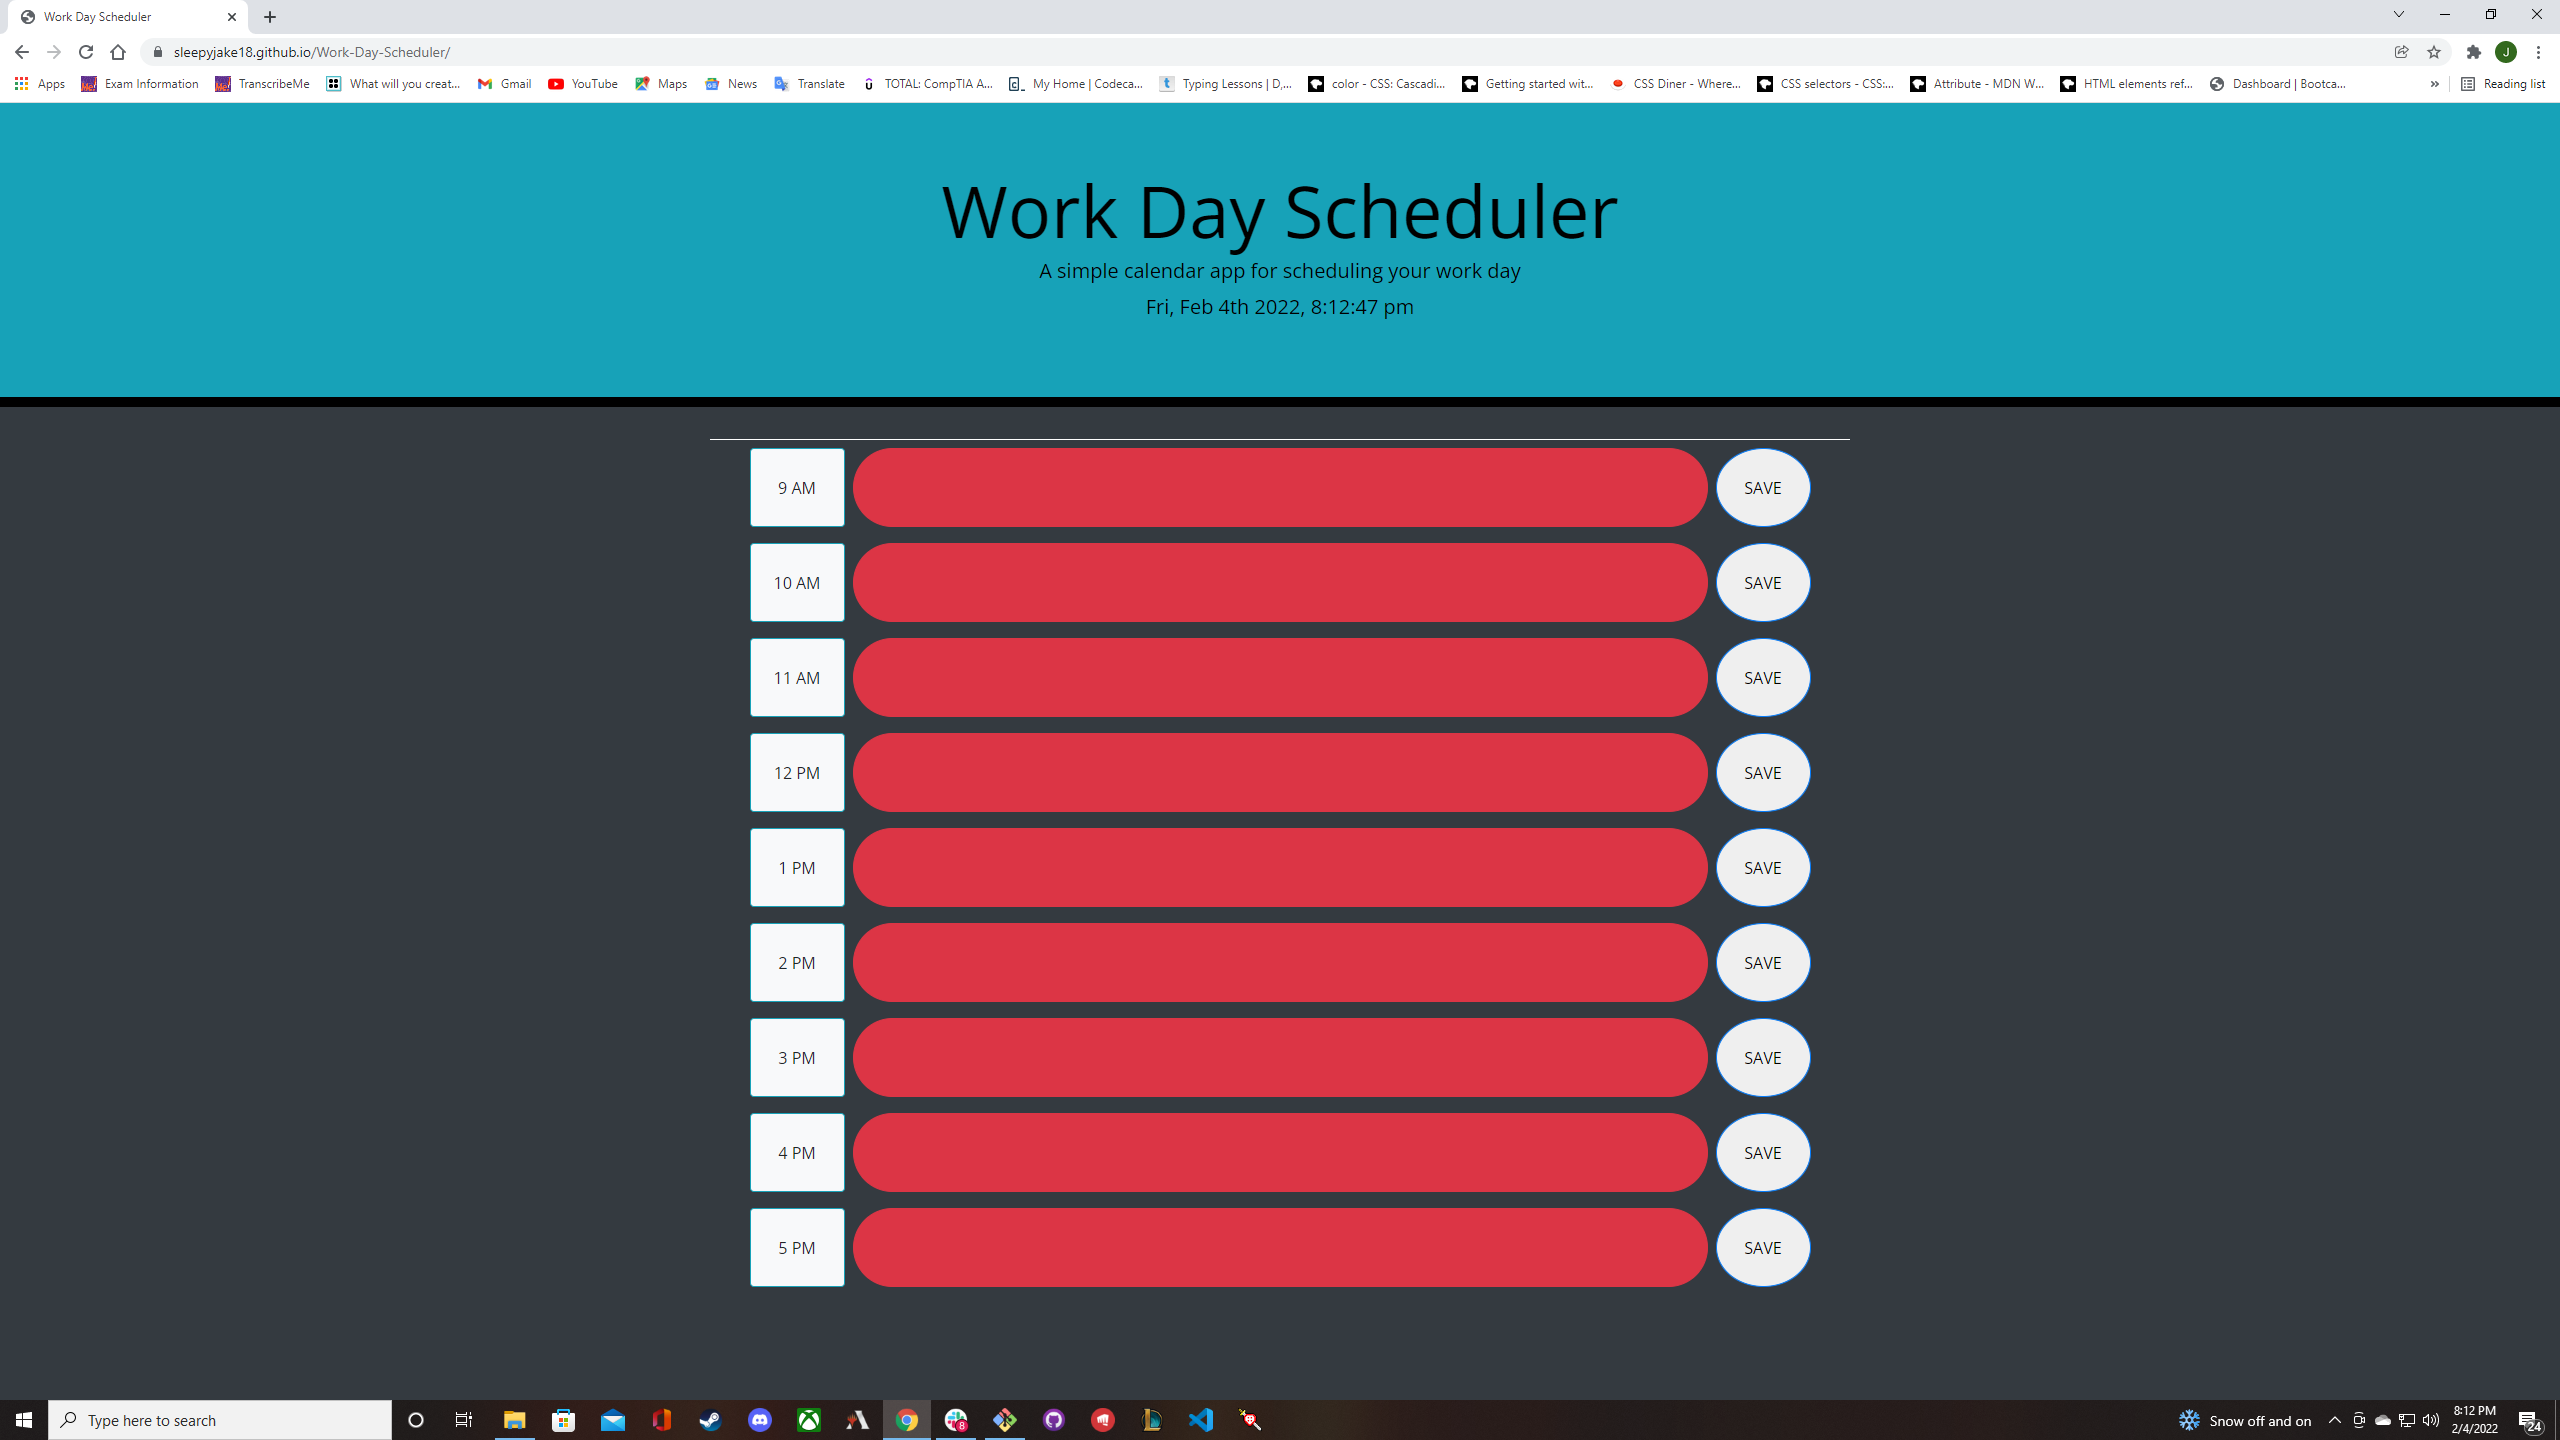 Work Day Scheduler
sleepyjake18.github.io/Work-Day-Scheduler/
J
Apps Exam Information TranscribeMe What will you creat... Gmail YouTube Maps News Translate TOTAL: CompTIA A... My Home | Codeca... Typing Lessons | D,... color - CSS: Cascadi... Getting started wit... CSS Diner - Where... CSS selectors - CSS:... Attribute - MDN W... HTML elements ref... Dashboard | Bootca... » Reading list
Work Day Scheduler
A simple calendar app for scheduling your work day
Fri, Feb 4th 2022, 8:12:47 pm
9 AM SAVE
10 AM SAVE
11 AM SAVE
12 PM SAVE
1 PM SAVE
2 PM SAVE
3 PM SAVE
4 PM SAVE
5 PM SAVE
Type here to search 8 Snow off and on 8:12 PM 24
2/4/2022